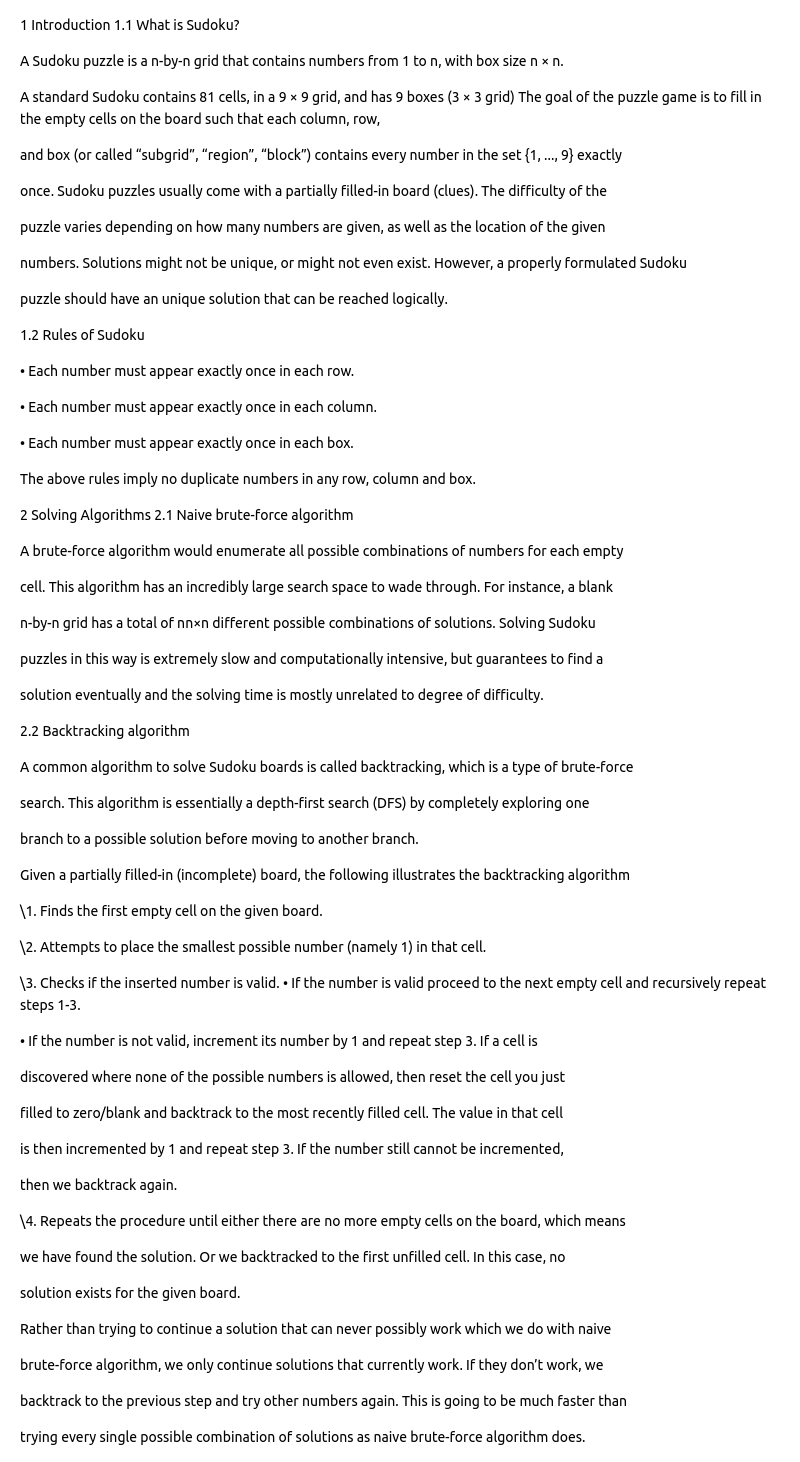 1 Introduction 1.1 What is Sudoku?
A Sudoku puzzle is a n-by-n grid that contains numbers from 1 to n, with box size n × n.
A standard Sudoku contains 81 cells, in a 9 × 9 grid, and has 9 boxes (3 × 3 grid) The goal of the puzzle game is to fill in
the empty cells on the board such that each column, row,
and box (or called “subgrid”, “region”, “block”) contains every number in the set {1, ..., 9} exactly
once. Sudoku puzzles usually come with a partially filled-in board (clues). The difficulty of the
puzzle varies depending on how many numbers are given, as well as the location of the given
numbers. Solutions might not be unique, or might not even exist. However, a properly formulated Sudoku
puzzle should have an unique solution that can be reached logically.
1.2 Rules of Sudoku
• Each number must appear exactly once in each row.
• Each number must appear exactly once in each column.
• Each number must appear exactly once in each box.
The above rules imply no duplicate numbers in any row, column and box.
2 Solving Algorithms 2.1 Naive brute-force algorithm
A brute-force algorithm would enumerate all possible combinations of numbers for each empty
cell. This algorithm has an incredibly large search space to wade through. For instance, a blank
n-by-n grid has a total of nn×n different possible combinations of solutions. Solving Sudoku
puzzles in this way is extremely slow and computationally intensive, but guarantees to find a
solution eventually and the solving time is mostly unrelated to degree of difficulty.
2.2 Backtracking algorithm
A common algorithm to solve Sudoku boards is called backtracking, which is a type of brute-force
search. This algorithm is essentially a depth-first search (DFS) by completely exploring one
branch to a possible solution before moving to another branch.
Given a partially filled-in (incomplete) board, the following illustrates the backtracking algorithm
\1. Finds the first empty cell on the given board.
\2. Attempts to place the smallest possible number (namely 1) in that cell.
\3. Checks if the inserted number is valid. • If the number is valid proceed to the next empty cell and recursively repeat
steps 1-3.
• If the number is not valid, increment its number by 1 and repeat step 3. If a cell is
discovered where none of the possible numbers is allowed, then reset the cell you just
filled to zero/blank and backtrack to the most recently filled cell. The value in that cell
is then incremented by 1 and repeat step 3. If the number still cannot be incremented,
then we backtrack again.
\4. Repeats the procedure until either there are no more empty cells on the board, which means
we have found the solution. Or we backtracked to the first unfilled cell. In this case, no
solution exists for the given board.
Rather than trying to continue a solution that can never possibly work which we do with naive
brute-force algorithm, we only continue solutions that currently work. If they don’t work, we
backtrack to the previous step and try other numbers again. This is going to be much faster than
trying every single possible combination of solutions as naive brute-force algorithm does.